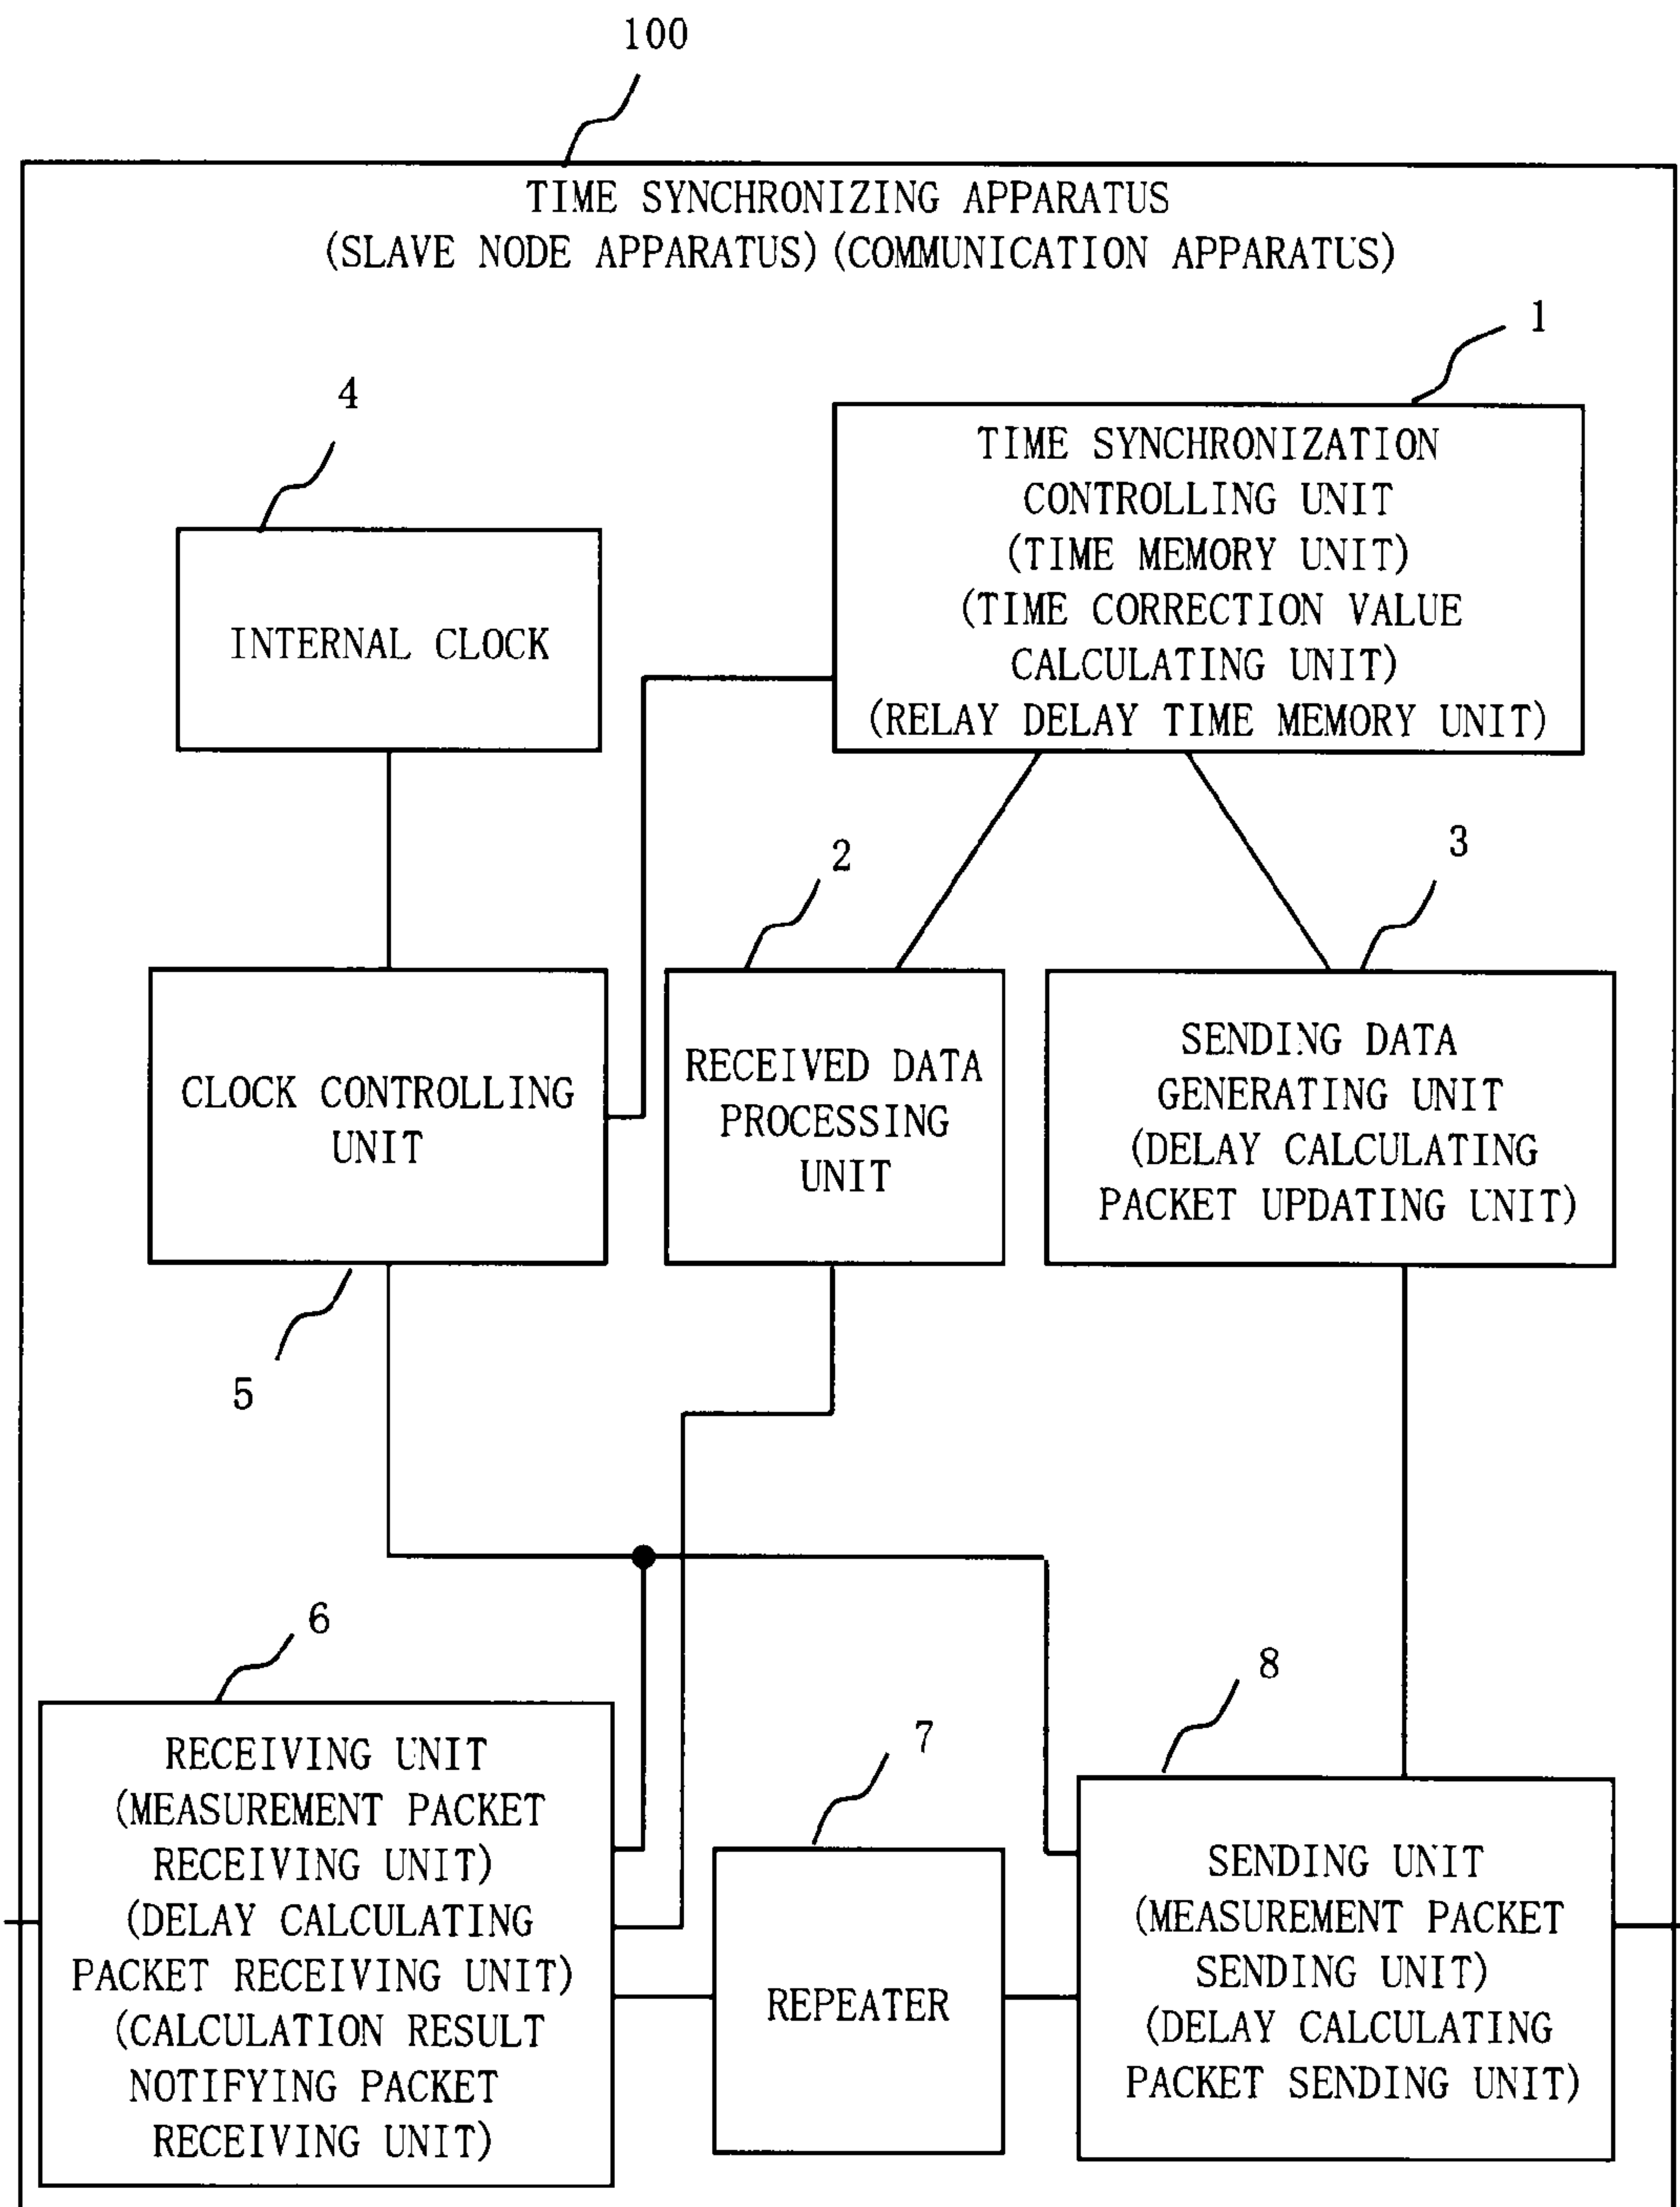 100
TIME SYNCHRONIZING APPARATUS
(SLAVE NODE APPARATUS) (COMMUNICATION APPARATUS)
1
4
TIME SYNCHRONIZATION
CONTROLLING UNIT
(TIME MEMORY UNIT)
(TIME CORRECTION VALUE
CALCULATING UNIT)
(RELAY DELAY TIME MEMORY UNIT)
INTERNAL CLOCK
2
3
CLOCK CONTROLLING
UNIT
RECEIVED DATA
PROCESSING
UNIT
SENDING DATA
GENERATING UNIT
(DELAY CALCULATING
PACKET UPDATING UNIT)
5
6
7
8
RECEIVING UNIT
(MEASUREMENT PACKET
RECEIVING UNIT)
(DELAY CALCULATING
PACKET RECEIVING UNIT)
(CALCULATION RESULT
NOTIFYING PACKET
RECEIVING UNIT)
REPEATER
SENDING UNIT
(MEASUREMENT PACKET
SENDING UNIT)
(DELAY CALCULATING
PACKET SENDING UNIT)